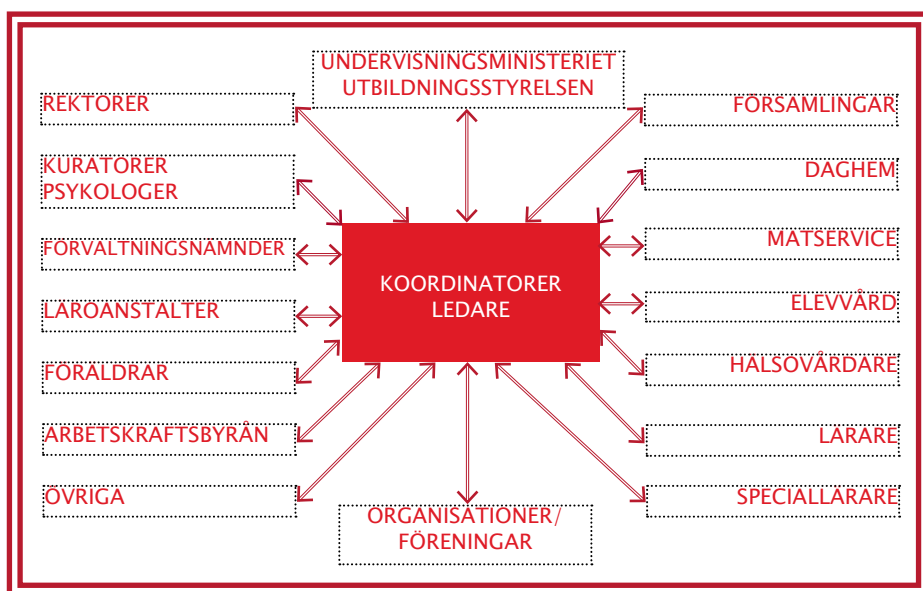 UNDERVISNINGSMINISTERIET
UTBILDNINGSSTYRELSEN
REKTORER
FÖRSAMLINGAR
KURATORER
PSYKOLOGER
DAGHEM
FÖRVALTNINGSNÄMNDER
MATSERVICE
KOORDINATORER
LEDARE
LÄROANSTALTER
ELEVVÅRD
FÖRÄLDRAR
HÄLSOVÅRDARE
ARBETSKRAFTSBYRÅN
LÄRARE
ÖVRIGA
SPECIALLÄRARE
ORGANISATIONER/
FÖRENINGAR